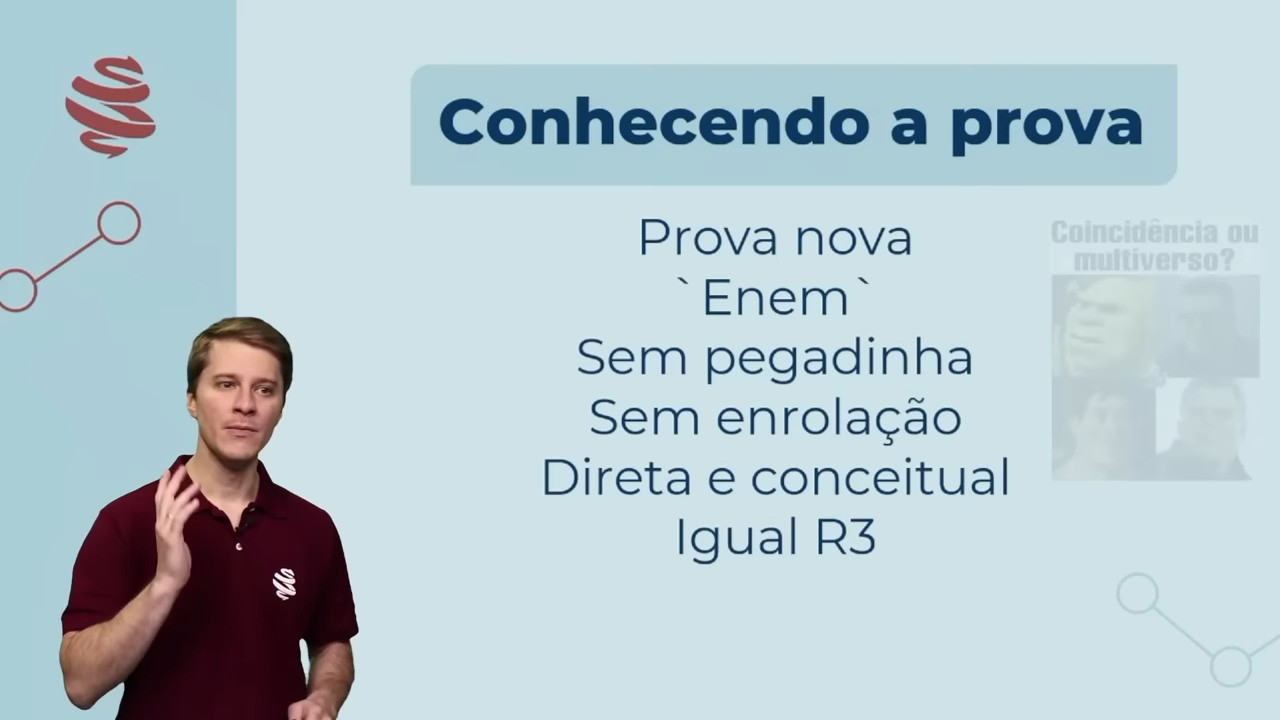 Conhecendo a prova
Prova nova
`Enem`
Sem pegadinha
Sem enrolação
Direta e conceitual
Igual R3
Coincidência ou
multiverso?